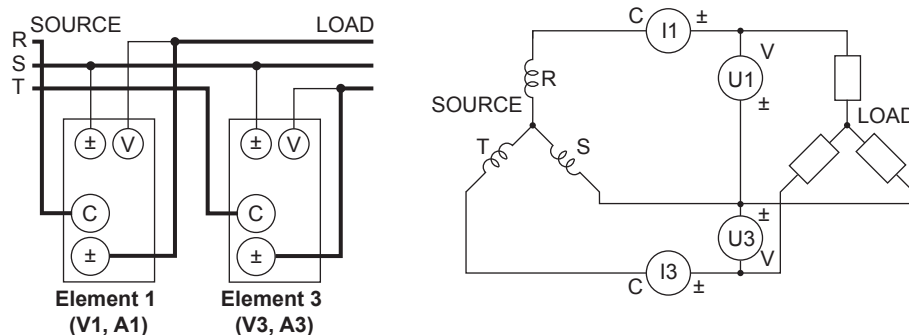 SOURCE LOAD
R
S
T
± V ± V
C C
± ±
Element 1 Element 3
(V1, A1) (V3, A3)
C I1 ±
R V
U1
SOURCE ±
LOAD
T S
±
U3
V
C I3 ±